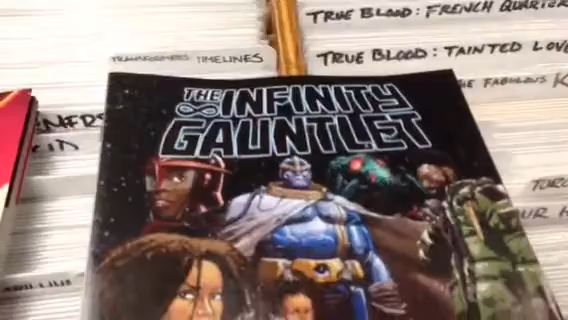 TRUE BLOOD: FRENCH QUARTER
TRUE BLOOD: TAINTED LOVE
TRANSFORMERS TIMELINES
THE FABULOUS K
THE INFINITY
GAUNTLET